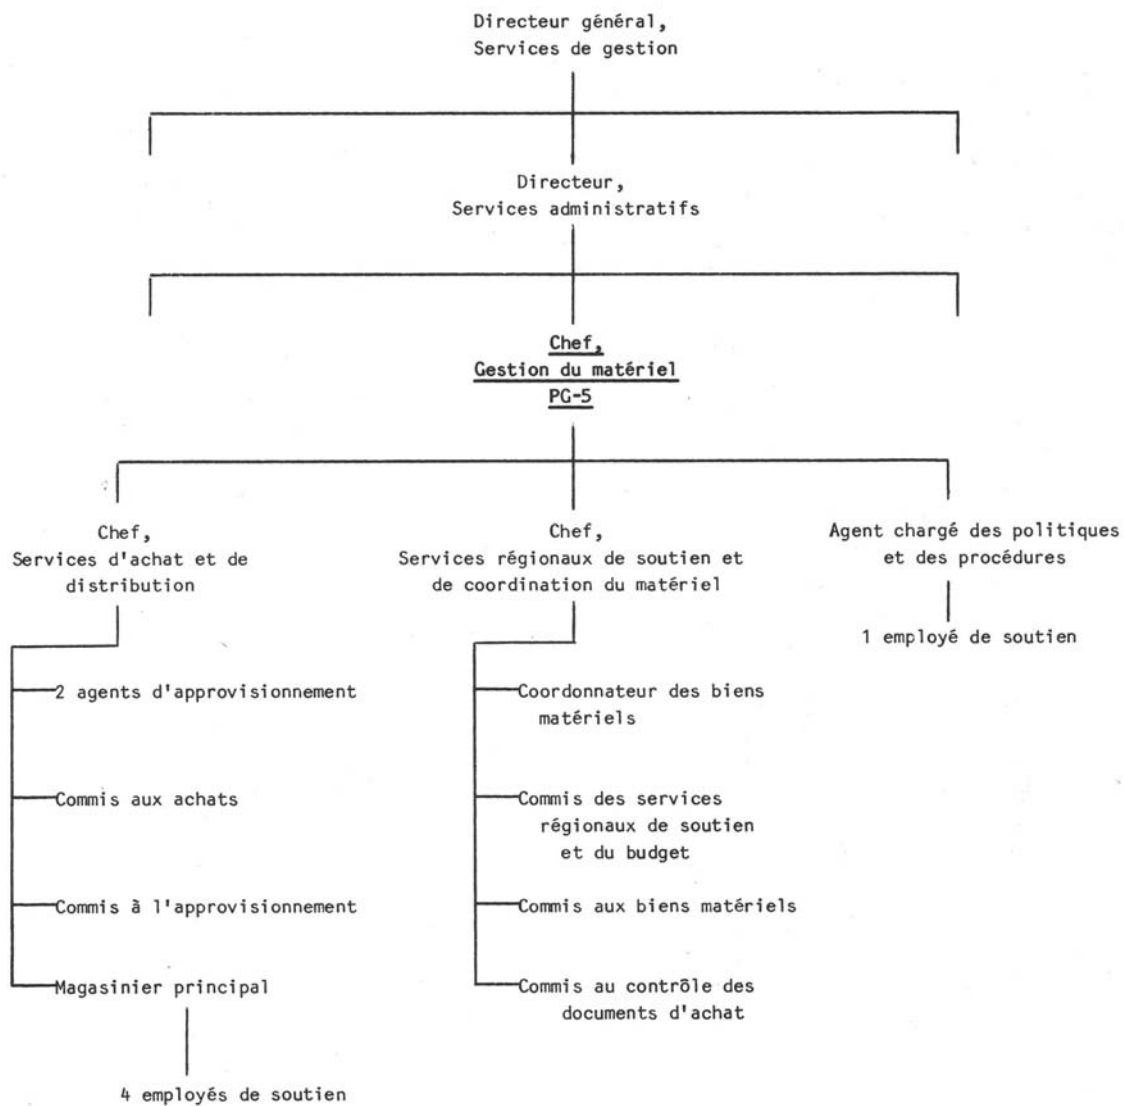 Directeur général,
Services de gestion
Directeur,
Services administratifs
Chef,
Gestion du matériel
PG-5
Chef,
Services d'achat et de
distribution
2 agents d'approvisionnement
Commis aux achats
Commis à l'approvisionnement
Magasinier principal
4 employés de soutien
Chef,
Services régionaux de soutien et
de coordination du matériel
Coordonnateur des biens
matériels
Commis des services
régionaux de soutien
et du budget
Commis aux biens matériels
Commis au contrôle des
documents d'achat
Agent chargé des politiques
et des procédures
1 employé de soutien